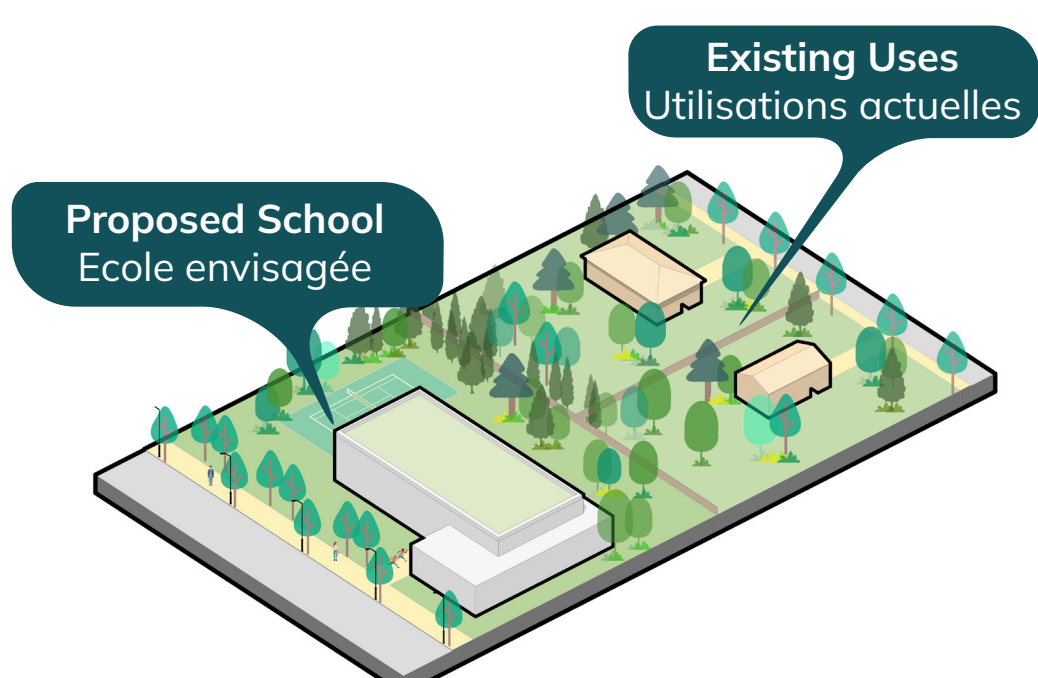 Existing Uses
Utilisations actuelles
Proposed School
Ecole envisagée